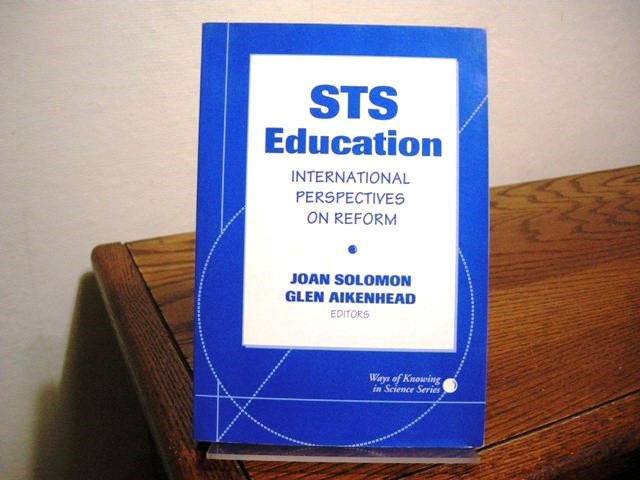 STS
Education
INTERNATIONAL
PERSPECTIVES
ON REFORM
JOAN SOLOMON
GLEN AIKENHEAD
EDITORS
Ways of Knowing
in Science Series